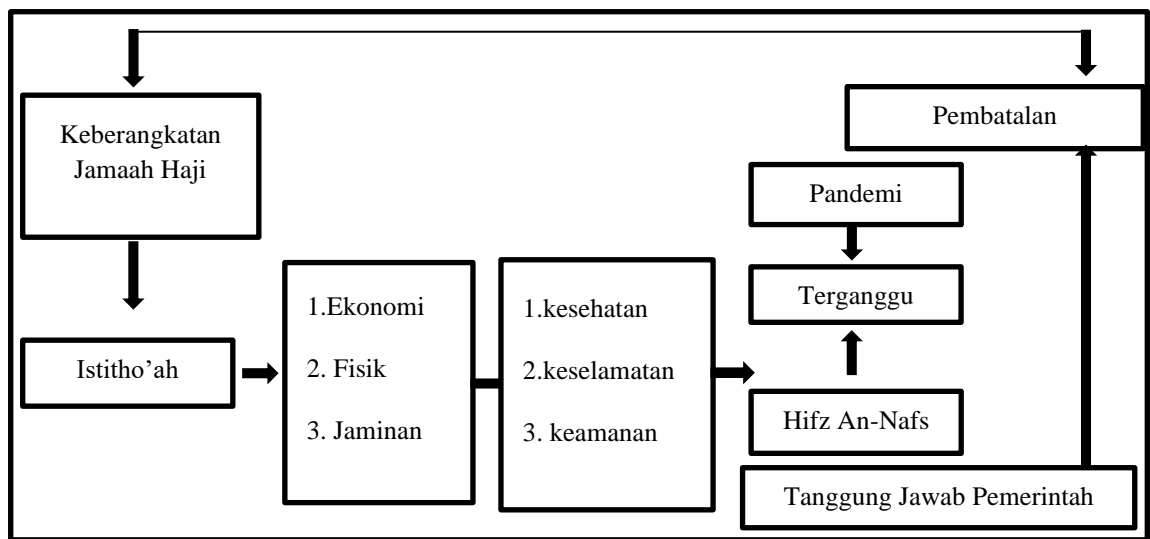 Keberangkatan
Jamaah Haji
Pembatalan
Pandemi
Terganggu
Istitho’ah
1.Ekonomi
2. Fisik
3. Jaminan
1.kesehatan
2.keselamatan
3. keamanan
Hifz An-Nafs
Tanggung Jawab Pemerintah